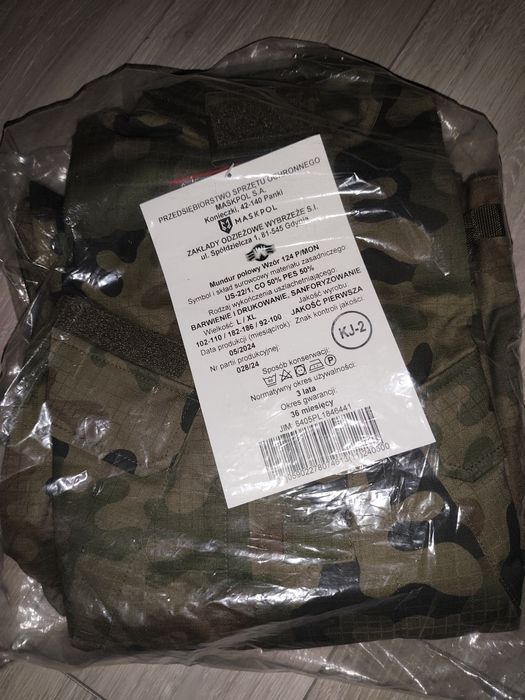 PRZEDSIĘBIORSTWO SPRZĘTU OCHRONNEGO
MASKPOL S.A.
Konieczki, 42-140 Panki
MASKPOL
ZAKŁADY ODZIEŻOWE WYBRZEŻE S.I.
ul. Spółdzielcza 1, 81-545 Gdynia
Mundur polowy Wzór 124 P/MON
Symbol i skład surowcowy materiału zasadniczego
US-22/1, CO 50%, PES 50%
Rodzaj wykończenia uszlachetniającego
BARWIENIE I DRUKOWANIE, SANFORYZOWANIE
Wielkość L / XL Jakość wyrobu
102-110 / 182-186 / 92-100 JAKOŚĆ PIERWSZA
Data produkcji (miesiąc/rok) Znak kontroli jakości
05/2024
KJ-2
Nr partii produkcyjnej
028/24
Sposób konserwacji:
Normatywny okres używalności:
3 lata
Okres gwarancji:
36 miesięcy
JIM: 8405PL1846441